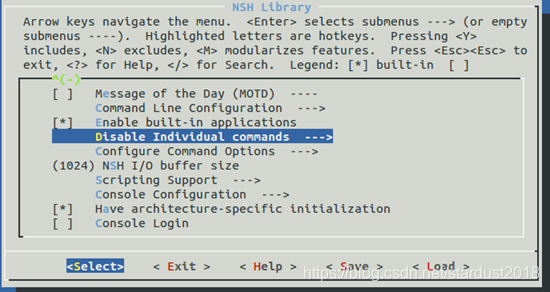 NSH Library
Arrow keys navigate the menu. <Enter> selects submenus ---> (or empty
submenus ----). Highlighted letters are hotkeys. Pressing <Y>
includes, <N> excludes, <M> modularizes features. Press <Esc><Esc> to
exit, <?> for Help, </> for Search. Legend: [*] built-in [ ]
^(-)
[ ] Message of the Day (MOTD) ----
Command Line Configuration --->
[*] Enable built-in applications
Disable Individual commands --->
Configure Command Options --->
(1024) NSH I/O buffer size
Scripting Support --->
Console Configuration --->
[*] Have architecture-specific initialization
[ ] Console Login
<Select> < Exit > < Help > < Save > < Load >
https://blog.csdn.net/stardust2018